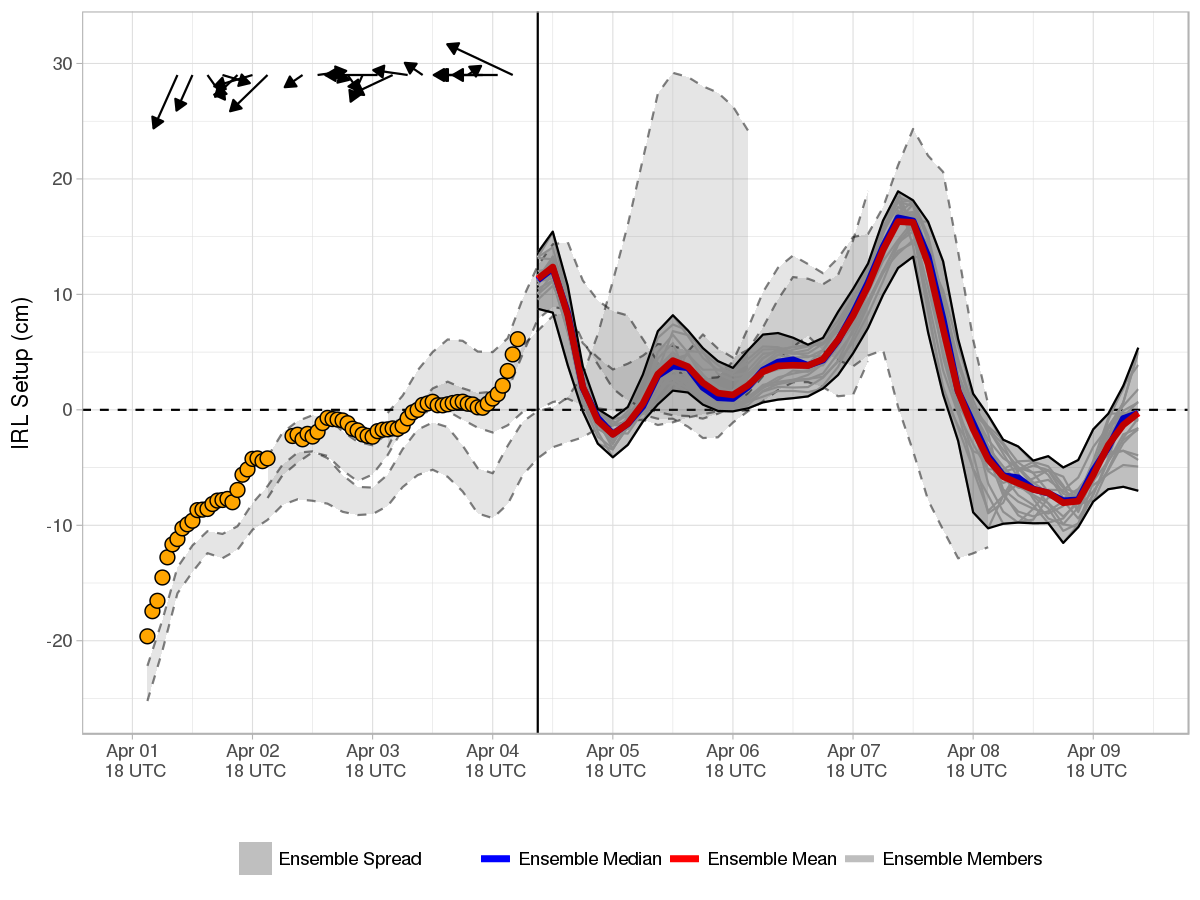 IRL Setup (cm)
30
20
10
0
-10
-20
Apr 01 Apr 02 Apr 03 Apr 04 Apr 05 Apr 06 Apr 07 Apr 08 Apr 09
18 UTC 18 UTC 18 UTC 18 UTC 18 UTC 18 UTC 18 UTC 18 UTC 18 UTC
Ensemble Spread Ensemble Median Ensemble Mean Ensemble Members